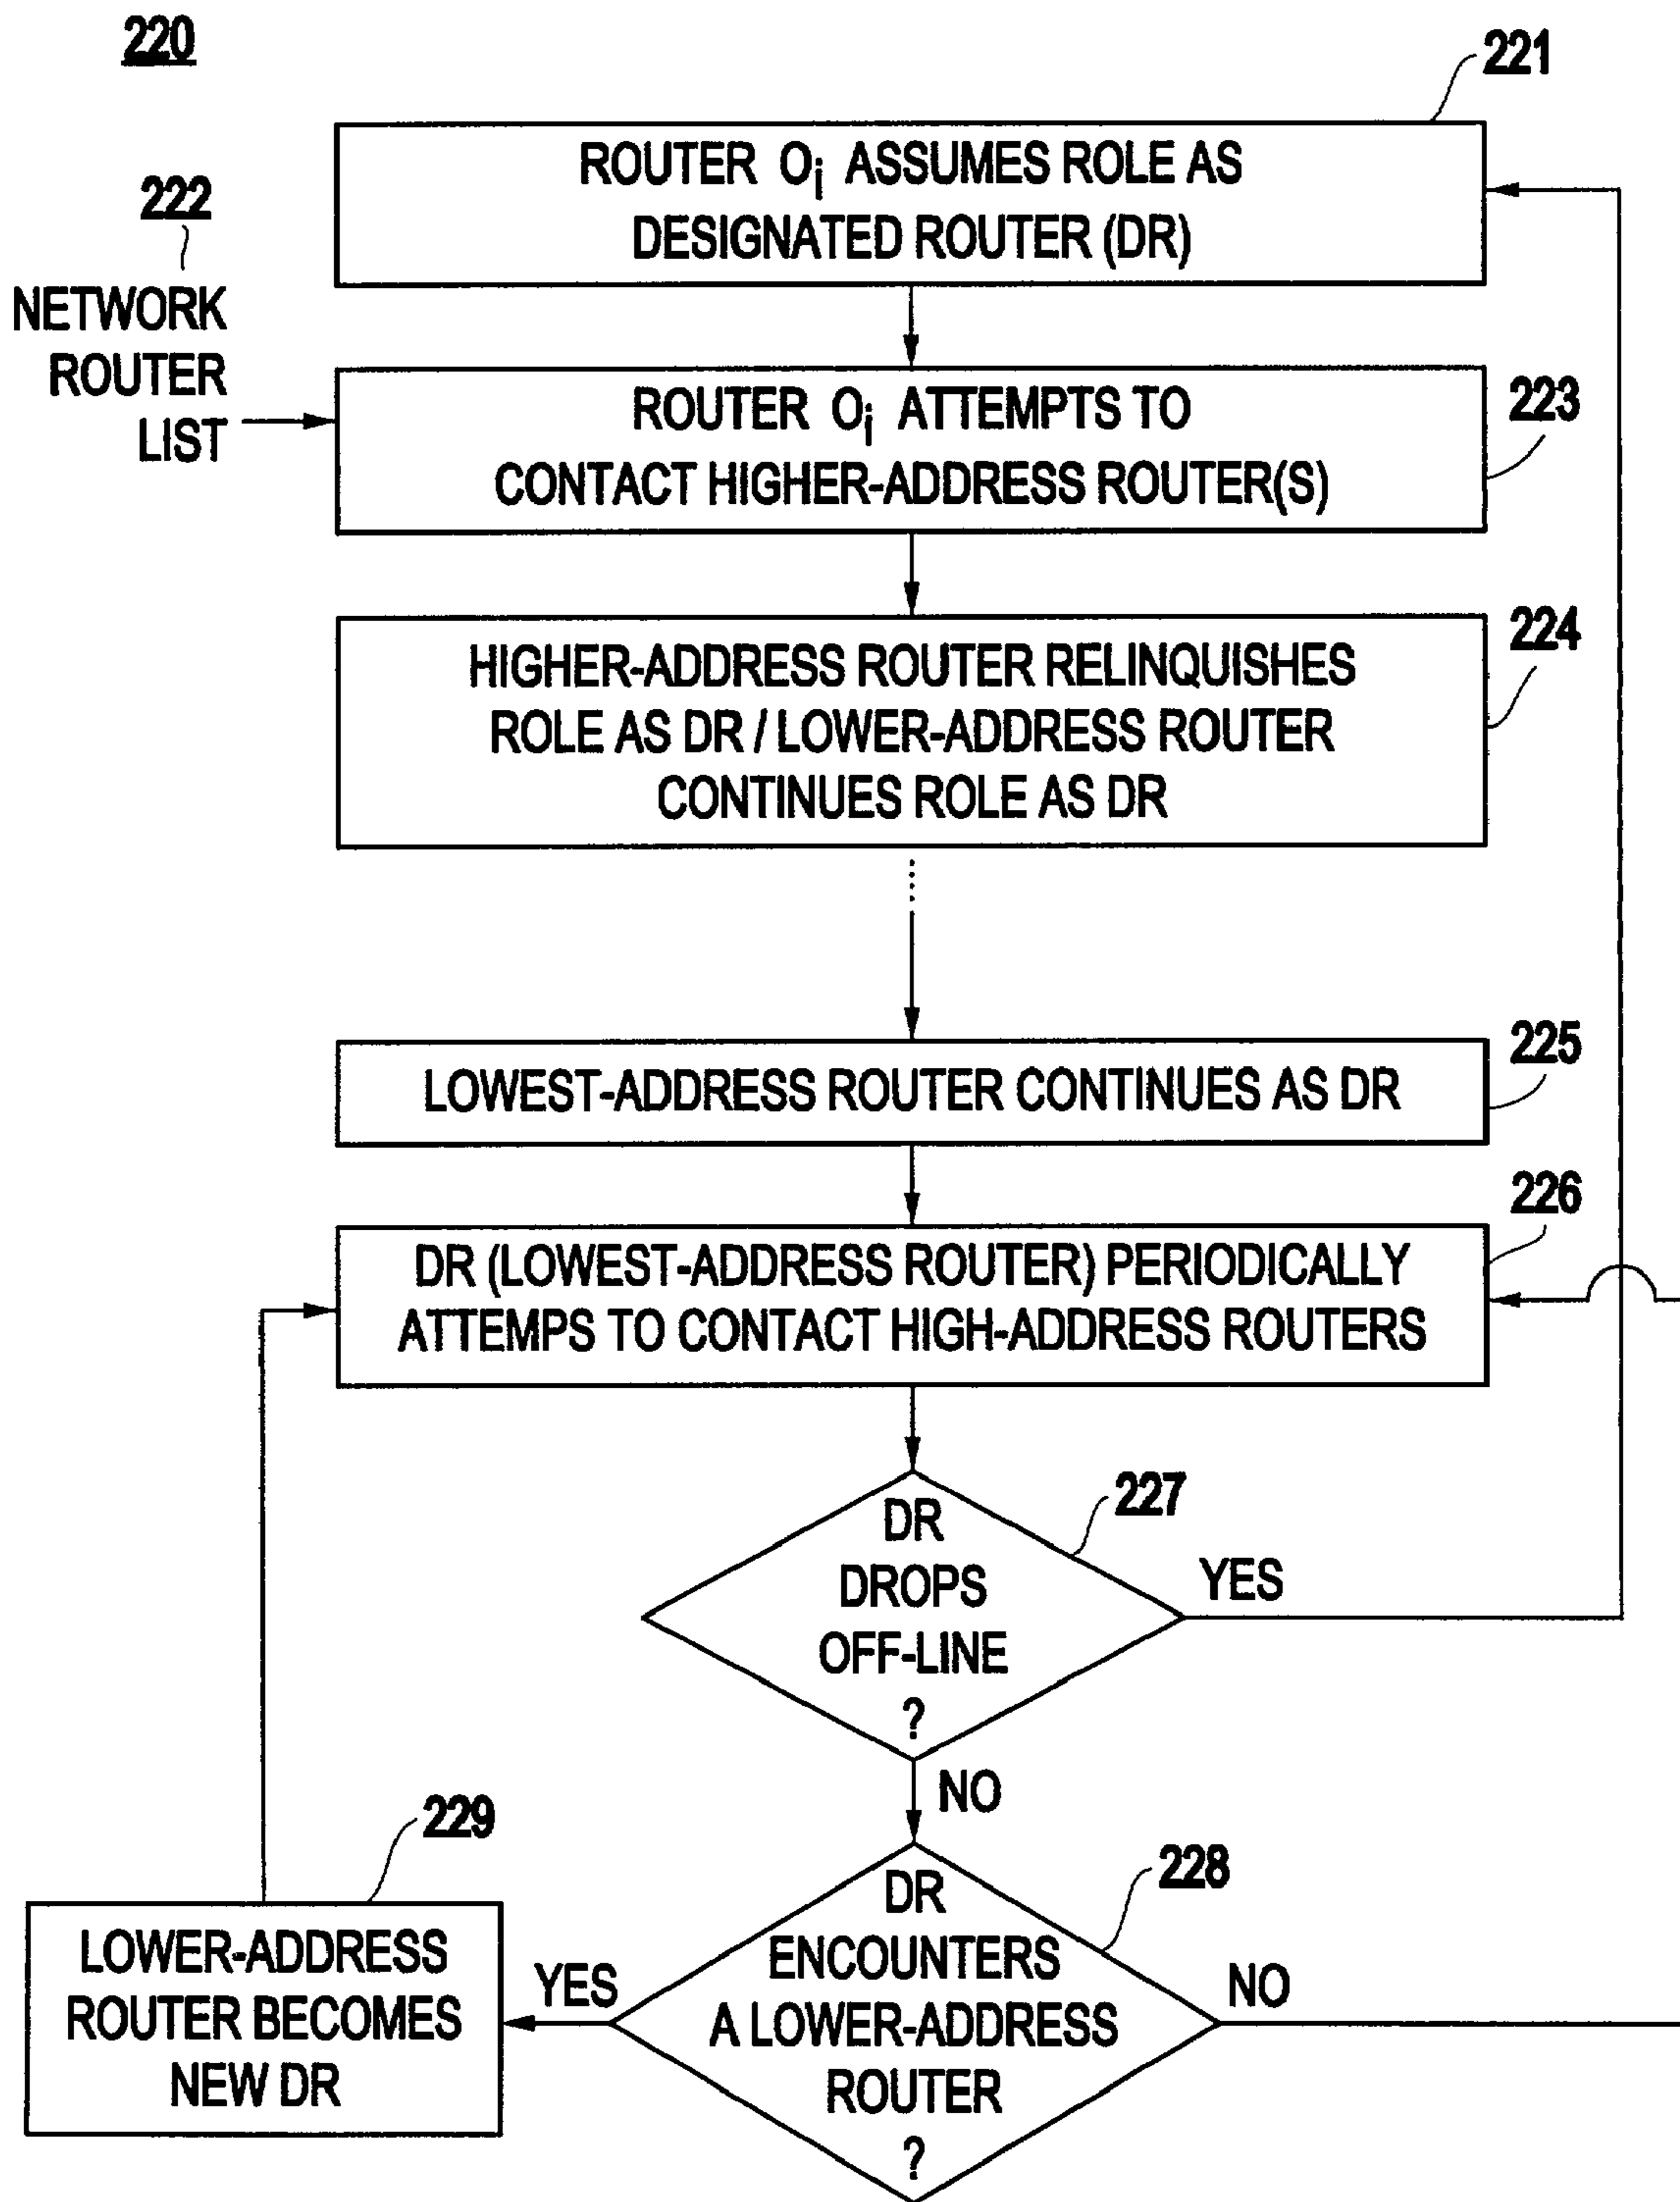 220
221
ROUTER Oi ASSUMES ROLE AS
DESIGNATED ROUTER (DR)
222
NETWORK
ROUTER
LIST
223
ROUTER Oi ATTEMPTS TO
CONTACT HIGHER-ADDRESS ROUTER(S)
224
HIGHER-ADDRESS ROUTER RELINQUISHES
ROLE AS DR / LOWER-ADDRESS ROUTER
CONTINUES ROLE AS DR
225
LOWEST-ADDRESS ROUTER CONTINUES AS DR
226
DR (LOWEST-ADDRESS ROUTER) PERIODICALLY
ATTEMPS TO CONTACT HIGH-ADDRESS ROUTERS
227
DR
DROPS
OFF-LINE
?
YES
NO
228
DR
ENCOUNTERS
A LOWER-ADDRESS
ROUTER
?
YES
NO
229
LOWER-ADDRESS
ROUTER BECOMES
NEW DR